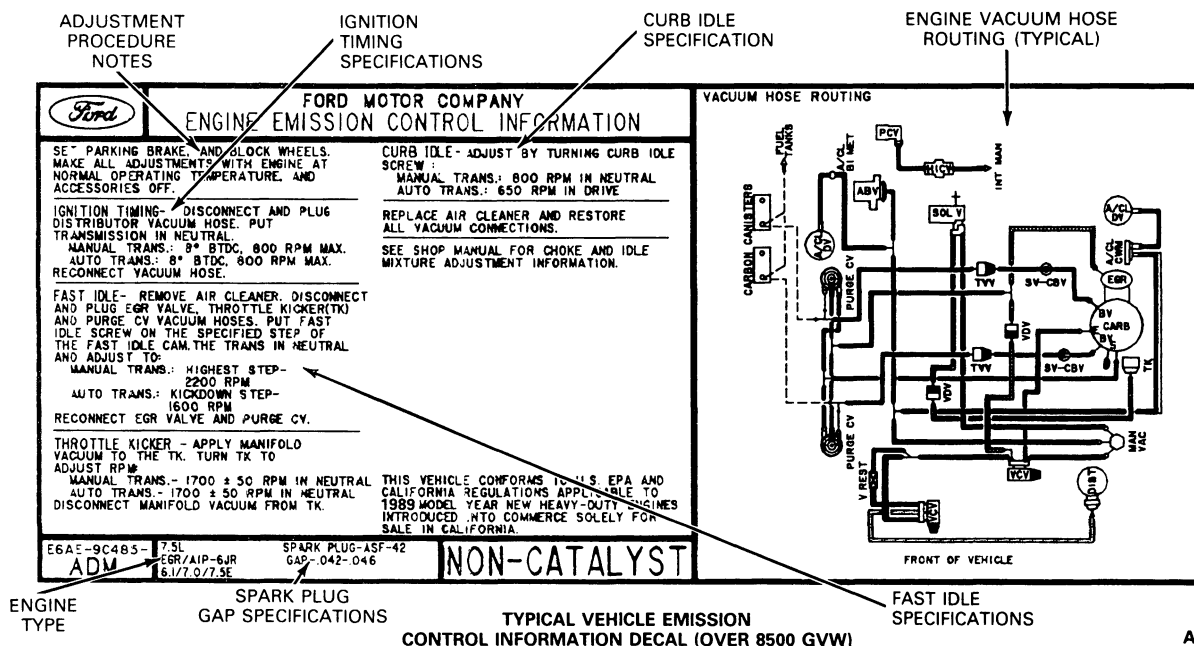 ADJUSTMENT
PROCEDURE
NOTES
IGNITION
TIMING
SPECIFICATIONS
CURB IDLE
SPECIFICATION
ENGINE VACUUM HOSE
ROUTING (TYPICAL)
Ford
FORD MOTOR COMPANY
ENGINE EMISSION CONTROL INFORMATION
SET PARKING BRAKE, AND BLOCK WHEELS.
MAKE ALL ADJUSTMENTS WITH ENGINE AT
NORMAL OPERATING TEMPERATURE, AND
ACCESSORIES OFF.
IGNITION TIMING- DISCONNECT AND PLUG
DISTRIBUTOR VACUUM HOSE. PUT
TRANSMISSION IN NEUTRAL.
MANUAL TRANS.: 8° BTDC, 800 RPM MAX.
AUTO TRANS.: 8° BTDC, 800 RPM MAX.
RECONNECT VACUUM HOSE.
FAST IDLE- REMOVE AIR CLEANER. DISCONNECT
AND PLUG EGR VALVE, THROTTLE KICKER(TK)
AND PURGE CV VACUUM HOSES. PUT FAST
IDLE SCREW ON THE SPECIFIED STEP OF
THE FAST IDLE CAM. THE TRANS IN NEUTRAL
AND ADJUST TO:
MANUAL TRANS.: HIGHEST STEP-
2200 RPM
AUTO TRANS.: KICKDOWN STEP-
1600 RPM
RECONNECT EGR VALVE AND PURGE CV.
THROTTLE KICKER - APPLY MANIFOLD
VACUUM TO THE TK. TURN TK TO
ADJUST RPM:
MANUAL TRANS.- 1700 ± 50 RPM IN NEUTRAL
AUTO TRANS.- 1700 ± 50 RPM IN NEUTRAL
DISCONNECT MANIFOLD VACUUM FROM TK.
CURB IDLE- ADJUST BY TURNING CURB IDLE
SCREW :
MANUAL TRANS.: 800 RPM IN NEUTRAL
AUTO TRANS.: 650 RPM IN DRIVE
REPLACE AIR CLEANER AND RESTORE
ALL VACUUM CONNECTIONS.
SEE SHOP MANUAL FOR CHOKE AND IDLE
MIXTURE ADJUSTMENT INFORMATION.
THIS VEHICLE CONFORMS TO U.S. EPA AND
CALIFORNIA REGULATIONS APPLICABLE TO
1989 MODEL YEAR NEW HEAVY-DUTY ENGINES
INTRODUCED INTO COMMERCE SOLELY FOR
SALE IN CALIFORNIA.
E6AE-9C485-
ADM
7.5L
EGR/AIP-6JR
6.1/7.0/7.5E
SPARK PLUG-ASF-42
GAP-.042-.046
NON-CATALYST
VACUUM HOSE ROUTING
FUEL
TANKS
A/CL
BI MET
PCV
HICV
INT MAN
ABV
SOL V
CARBON CANISTERS
A/CL
DV
A/CL
DV
A/CL
CWM
PURGE CV
TVV
SV-CBV
EGR
BV
CARB
BV
E
S
VDV
TVV
SV-CBV
TK
VDV
PURGE CV
MAN
VAC
V REST
VCV
DIST
VCV
FRONT OF VEHICLE
ENGINE
TYPE
SPARK PLUG
GAP SPECIFICATIONS
FAST IDLE
SPECIFICATIONS
TYPICAL VEHICLE EMISSION
CONTROL INFORMATION DECAL (OVER 8500 GVW)
A